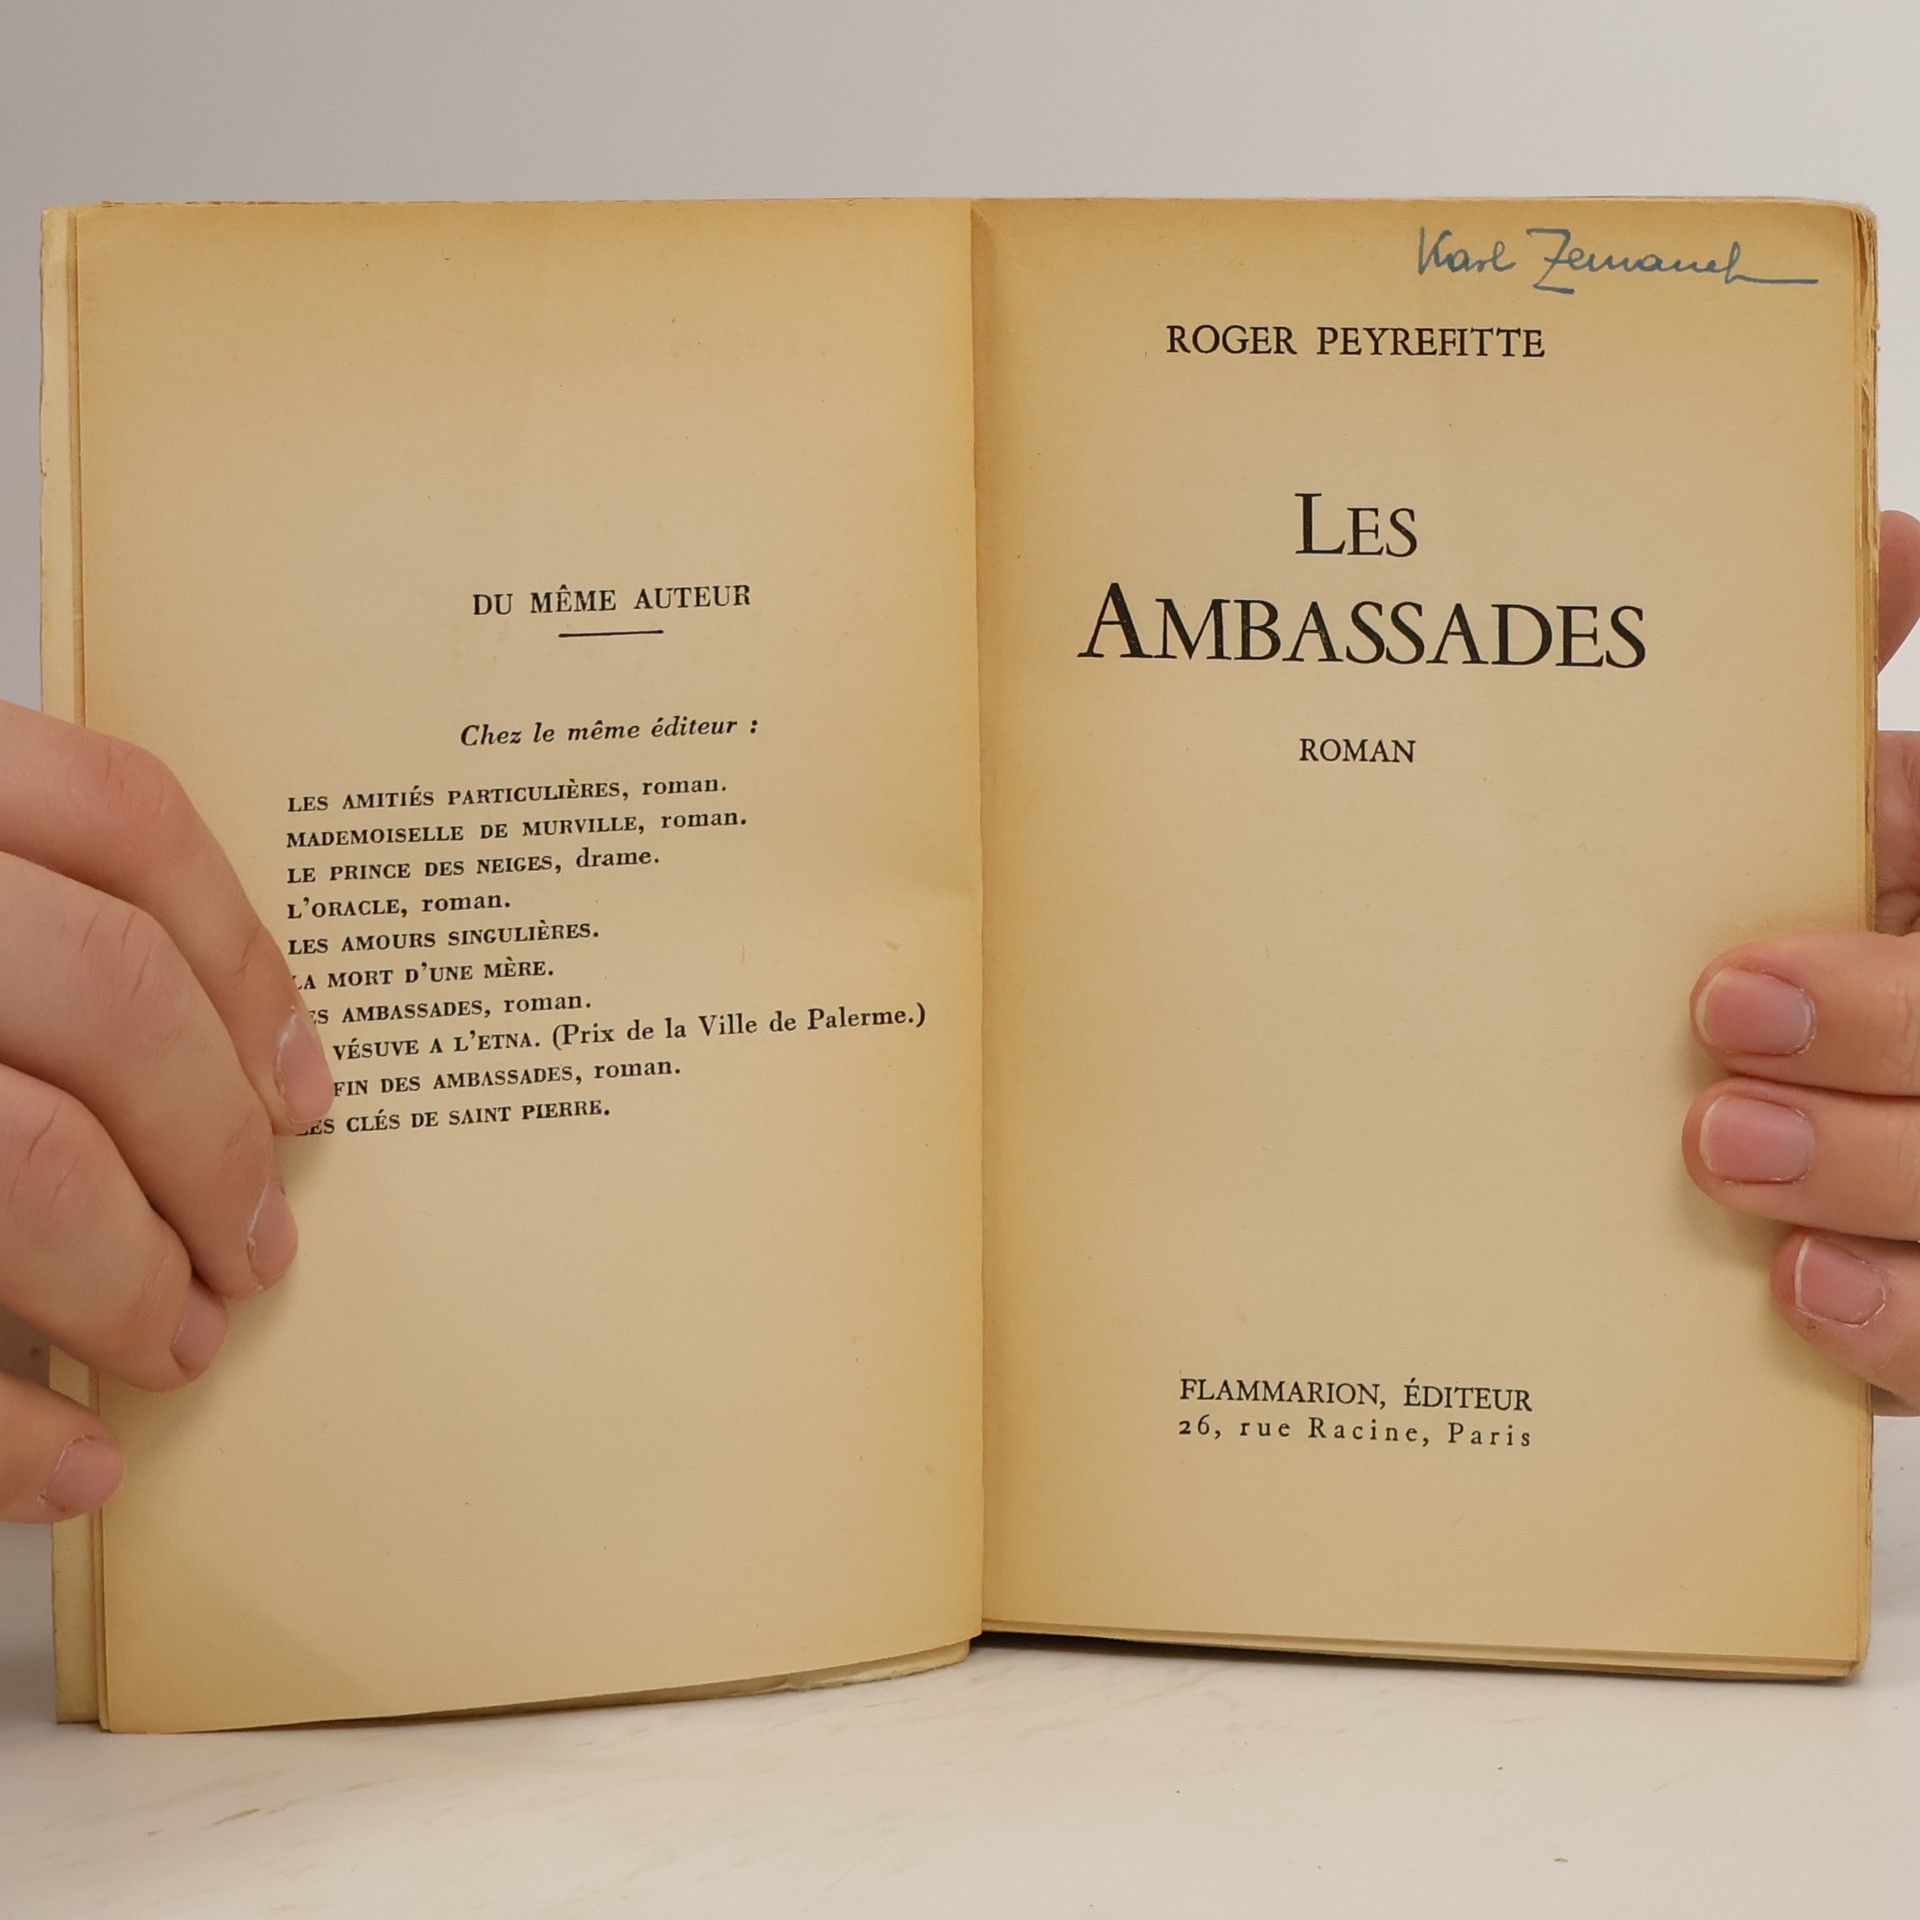 DU MÊME AUTEUR
Chez le même éditeur :
LES AMITIÉS PARTICULIÈRES, roman.
MADEMOISELLE DE MURVILLE, roman.
LE PRINCE DES NEIGES, drame.
L'ORACLE, roman.
LES AMOURS SINGULIÈRES.
LA MORT D'UNE MÈRE.
LES AMBASSADES, roman.
VÉSUVE A L'ETNA. (Prix de la Ville de Palerme.)
FIN DES AMBASSADES, roman.
LES CLÉS DE SAINT PIERRE.
Karl Zemanek
ROGER PEYREFITTE
LES
AMBASSADES
ROMAN
FLAMMARION, ÉDITEUR
26, rue Racine, Paris